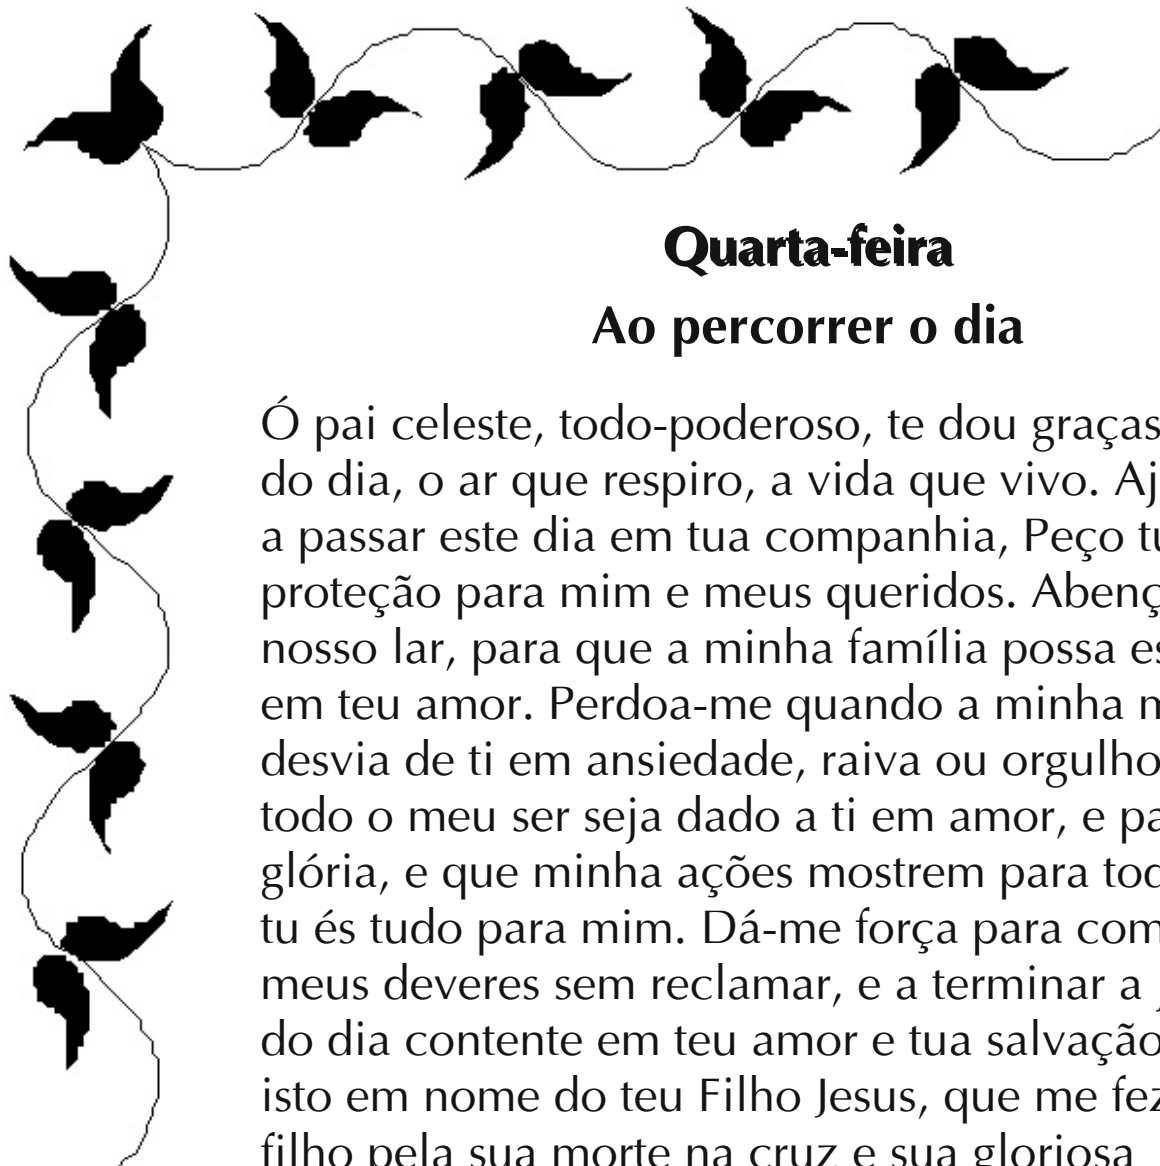 Quarta-feira
Ao percorrer o dia
Ó pai celeste, todo-poderoso, te dou graças
do dia, o ar que respiro, a vida que vivo.
a passar este dia em tua companhia, Peço
proteção para mim e meus queridos.
nosso lar, para que a minha família possa
em teu amor. Perdoa-me quando a minha
desvia de ti em ansiedade, raiva ou orgulho
todo o meu ser seja dado a ti em amor, e
glória, e que minha ações mostrem para
tu és tudo para mim. Dá-me força para
meus deveres sem reclamar, e a terminar a
do dia contente em teu amor e tua salvação
isto em nome do teu Filho Jesus, que me fez
filho pela sua morte na cruz e sua gloriosa